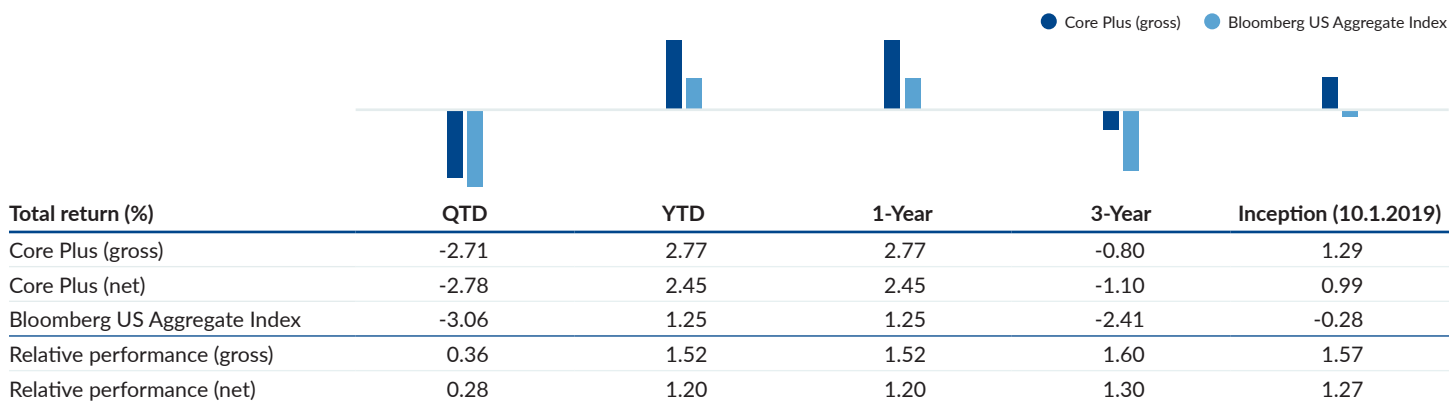 Core Plus (gross) Bloomberg US Aggregate Index
Total return (%) QTD YTD 1-Year 3-Year Inception (10.1.2019)
Core Plus (gross) -2.71 2.77 2.77 -0.80 1.29
Core Plus (net) -2.78 2.45 2.45 -1.10 0.99
Bloomberg US Aggregate Index -3.06 1.25 1.25 -2.41 -0.28
Relative performance (gross) 0.36 1.52 1.52 1.60 1.57
Relative performance (net) 0.28 1.20 1.20 1.30 1.27